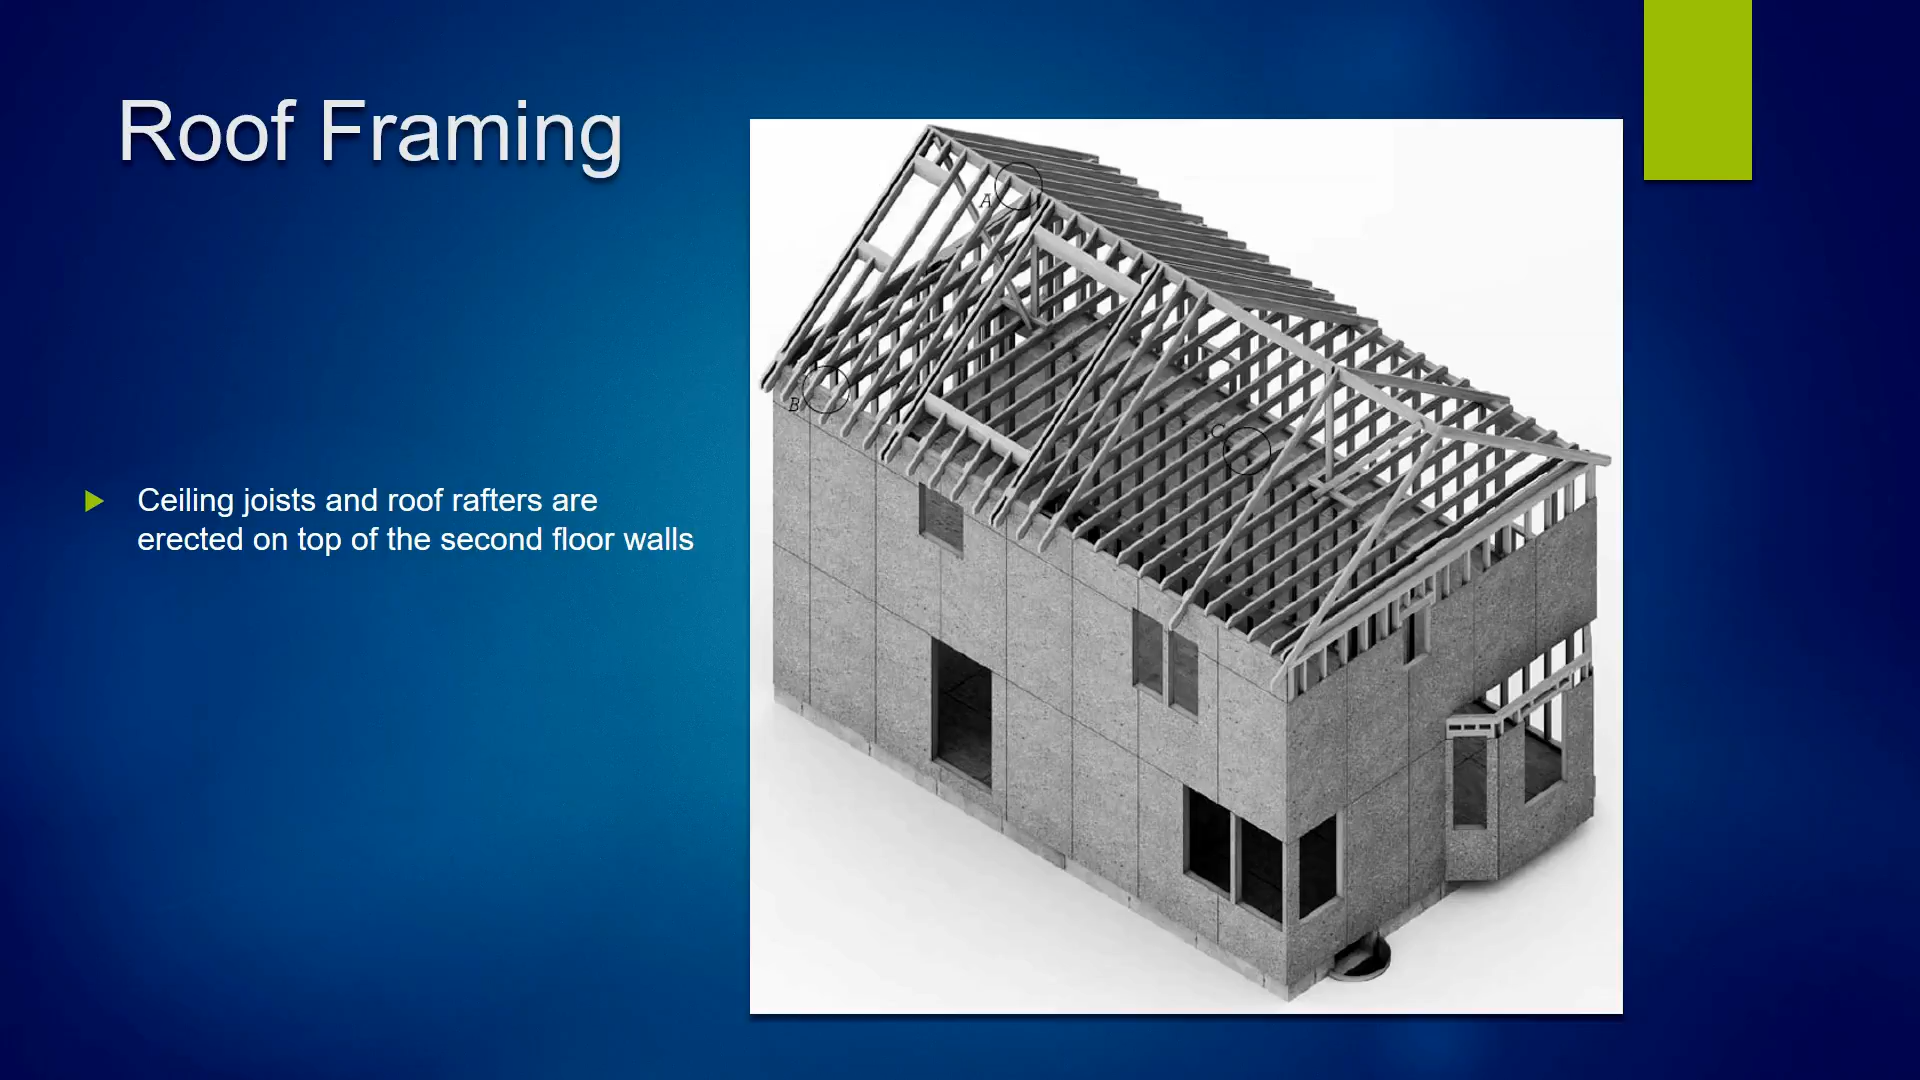 Roof Framing
Ceiling joists and roof rafters are
erected on top of the second floor walls
A
B
C